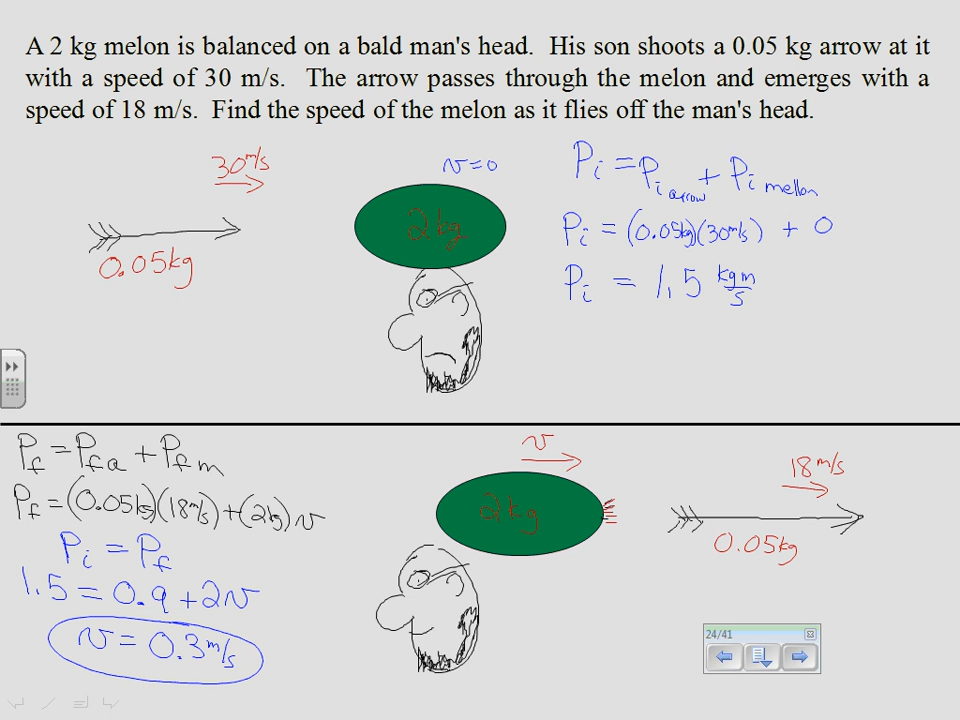 A 2 kg melon is balanced on a bald man's head. His son shoots a 0.05 kg arrow at it
with a speed of 30 m/s. The arrow passes through the melon and emerges with a
speed of 18 m/s. Find the speed of the melon as it flies off the man's head.
30 m/s
v=0
2kg
0.05kg
Pi = Pi arrow + Pi mellon
Pi = (0.05kg)(30m/s) + 0
Pi = 1.5 kgm/s
Pf = Pfa + Pfm
Pf = (0.05kg)(18m/s)+(2kg)v
Pi = Pf
1.5 = 0.9 + 2v
v = 0.3 m/s
v
2kg
18 m/s
0.05kg
24/41